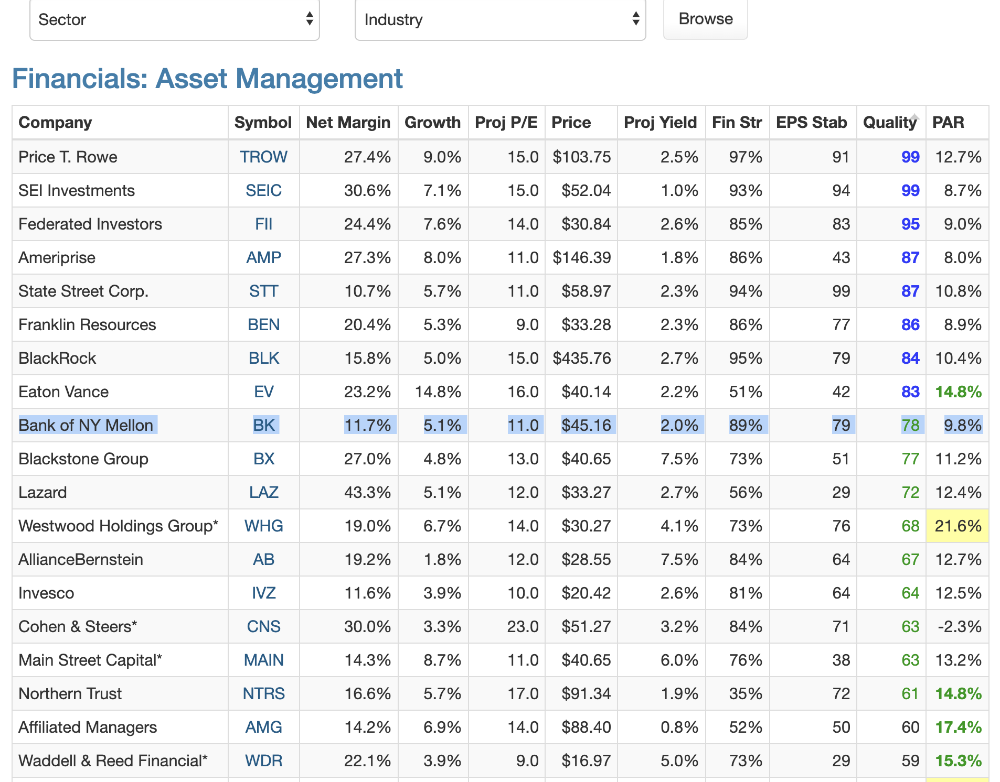 Sector Industry Browse
Financials: Asset Management
Company Symbol Net Margin Growth Proj P/E Price Proj Yield Fin Str EPS Stab Quality PAR
Price T. Rowe TROW 27.4% 9.0% 15.0 $103.75 2.5% 97% 91 99 12.7%
SEI Investments SEIC 30.6% 7.1% 15.0 $52.04 1.0% 93% 94 99 8.7%
Federated Investors FII 24.4% 7.6% 14.0 $30.84 2.6% 85% 83 95 9.0%
Ameriprise AMP 27.3% 8.0% 11.0 $146.39 1.8% 86% 43 87 8.0%
State Street Corp. STT 10.7% 5.7% 11.0 $58.97 2.3% 94% 99 87 10.8%
Franklin Resources BEN 20.4% 5.3% 9.0 $33.28 2.3% 86% 77 86 8.9%
BlackRock BLK 15.8% 5.0% 15.0 $435.76 2.7% 95% 79 84 10.4%
Eaton Vance EV 23.2% 14.8% 16.0 $40.14 2.2% 51% 42 83 14.8%
Bank of NY Mellon BK 11.7% 5.1% 11.0 $45.16 2.0% 89% 79 78 9.8%
Blackstone Group BX 27.0% 4.8% 13.0 $40.65 7.5% 73% 51 77 11.2%
Lazard LAZ 43.3% 5.1% 12.0 $33.27 2.7% 56% 29 72 12.4%
Westwood Holdings Group* WHG 19.0% 6.7% 14.0 $30.27 4.1% 73% 76 68 21.6%
AllianceBernstein AB 19.2% 1.8% 12.0 $28.55 7.5% 84% 64 67 12.7%
Invesco IVZ 11.6% 3.9% 10.0 $20.42 2.6% 81% 64 64 12.5%
Cohen & Steers* CNS 30.0% 3.3% 23.0 $51.27 3.2% 84% 71 63 -2.3%
Main Street Capital* MAIN 14.3% 8.7% 11.0 $40.65 6.0% 76% 38 63 13.2%
Northern Trust NTRS 16.6% 5.7% 17.0 $91.34 1.9% 35% 72 61 14.8%
Affiliated Managers AMG 14.2% 6.9% 14.0 $88.40 0.8% 52% 50 60 17.4%
Waddell & Reed Financial* WDR 22.1% 3.9% 9.0 $16.97 5.0% 73% 29 59 15.3%